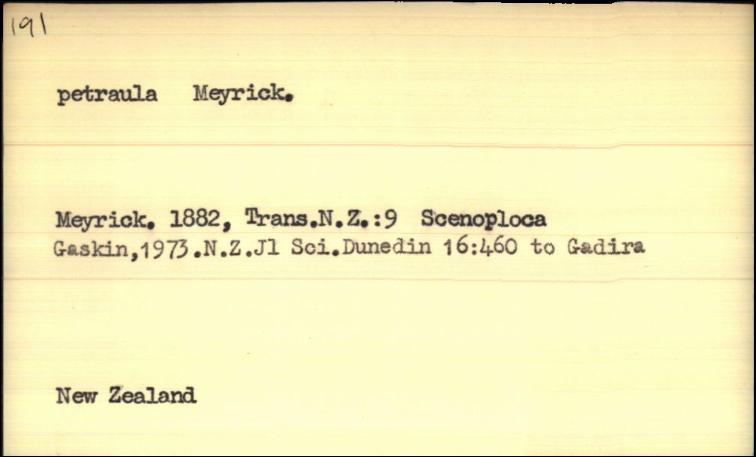 191
petraula Meyrick.
Meyrick. 1882, Trans.N.Z.:9 Scenoploca
Gaskin,1973.N.Z.Jl Sci.Dunedin 16:460 to Gadira
New Zealand